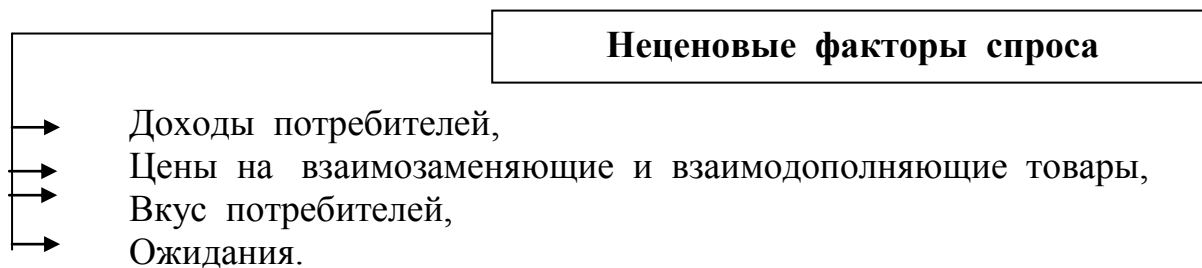 Неценовые факторы спроса
Доходы потребителей,
Цены на взаимозаменяющие и взаимодополняющие товары,
Вкус потребителей,
Ожидания.